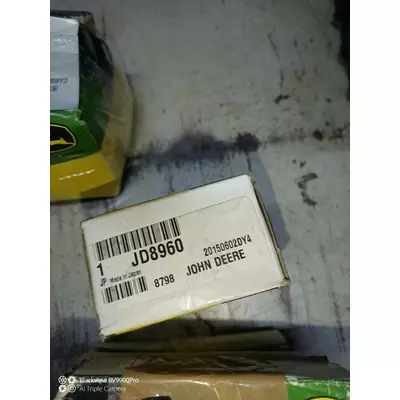 1 JD8960
20150602DY4
JP Made in Japan
8798 JOHN DEERE
Blackview BV9900Pro
AI Triple Camera